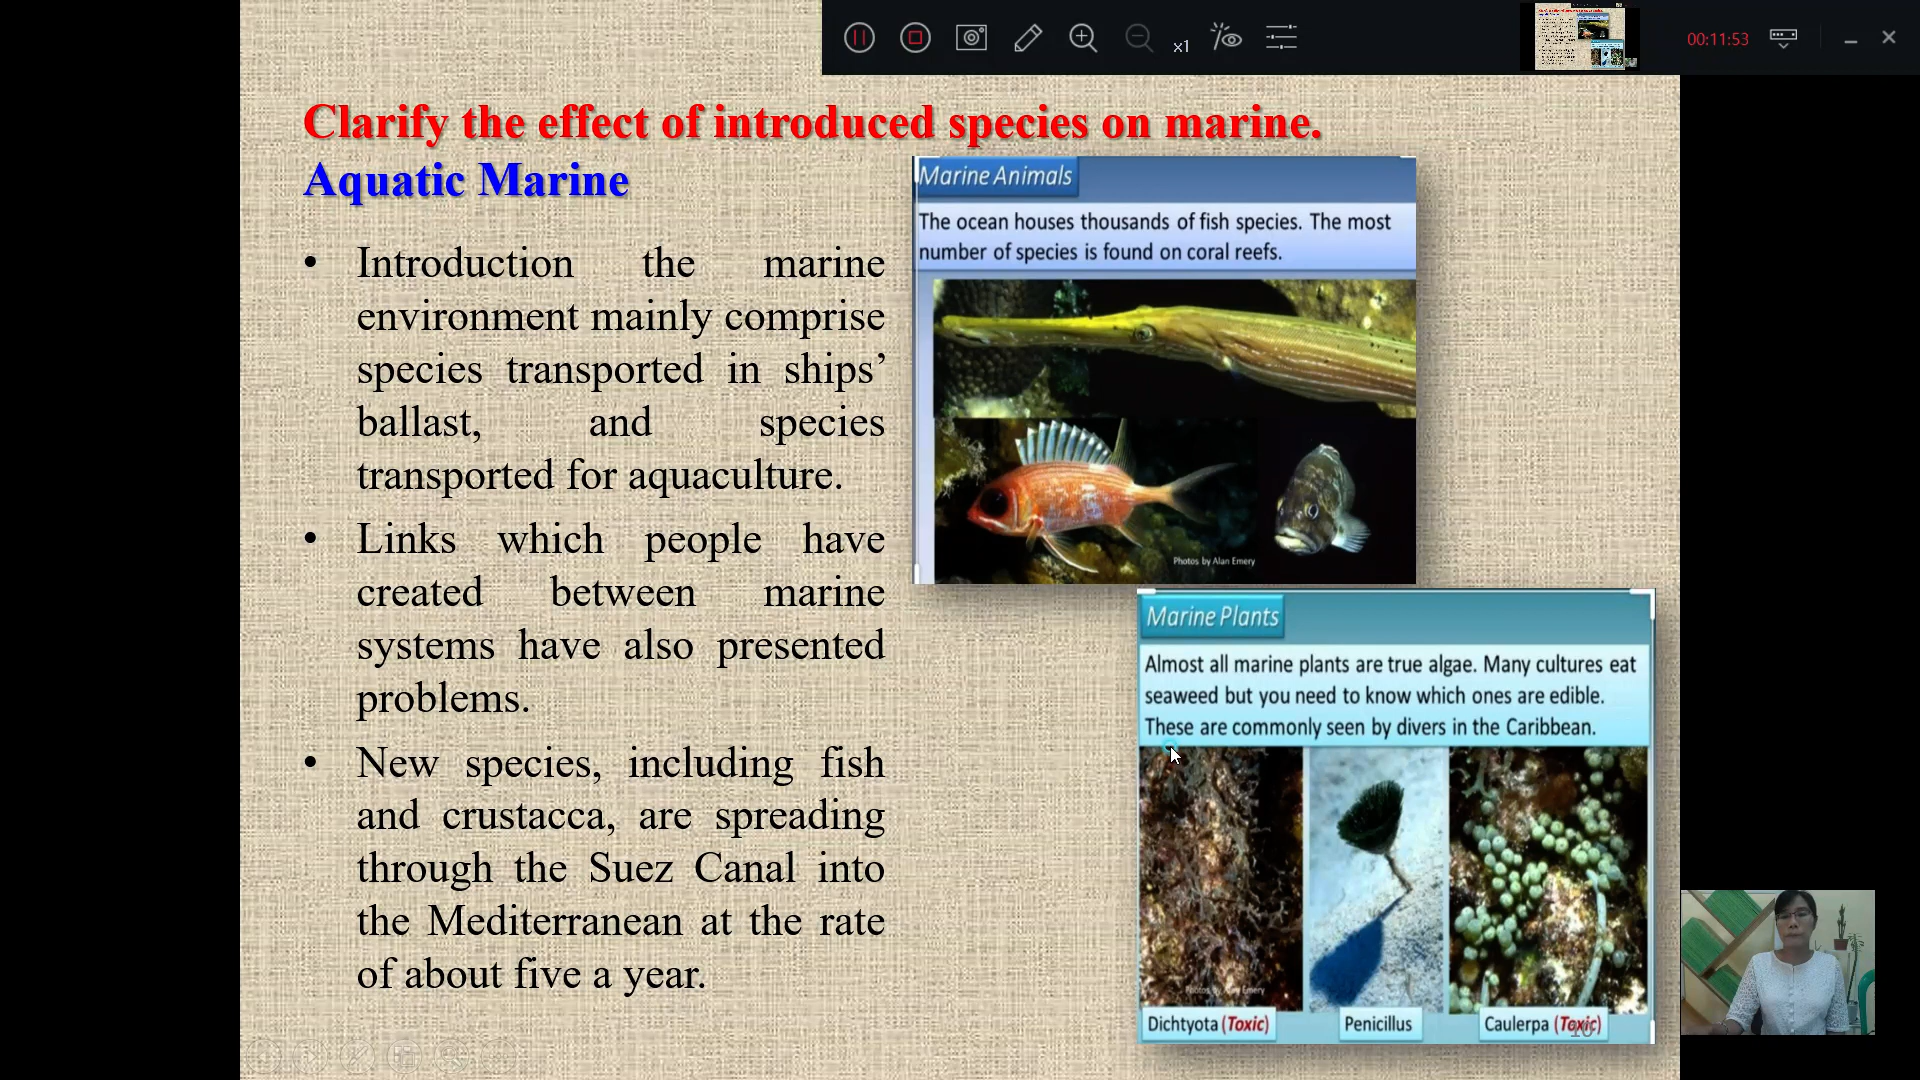 x1
00:11:53
Clarify the effect of introduced species on marine.
Aquatic Marine
• Introduction the marine
environment mainly comprise
species transported in ships’
ballast, and species
transported for aquaculture.
• Links which people have
created between marine
systems have also presented
problems.
• New species, including fish
and crustacca, are spreading
through the Suez Canal into
the Mediterranean at the rate
of about five a year.
Marine Animals
The ocean houses thousands of fish species. The most
number of species is found on coral reefs.
Photos by Alan Emery
Marine Plants
Almost all marine plants are true algae. Many cultures eat
seaweed but you need to know which ones are edible.
These are commonly seen by divers in the Caribbean.
Photos by Alan Emery
Dichtyota (Toxic)
Penicillus
Caulerpa (Toxic)
10